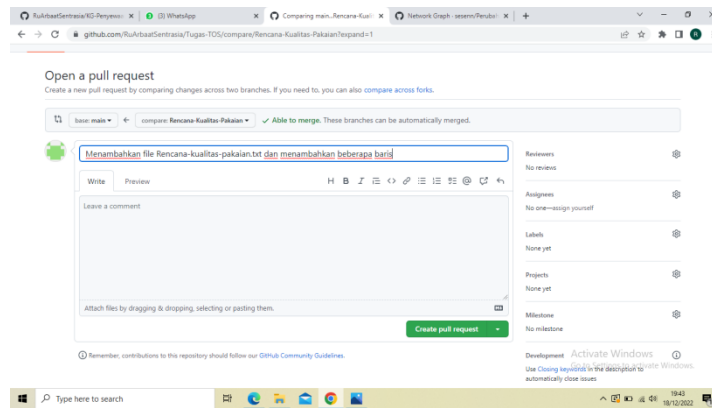 RuArbaatSentrasia/KG-Penyewaa
(3) WhatsApp
Comparing main...Rencana-Kuali
Network Graph · sesenn/Perubah
github.com/RuArbaatSentrasia/Tugas-TOS/compare/Rencana-Kualitas-Pakaian?expand=1
Open a pull request
Create a new pull request by comparing changes across two branches. If you need to, you can also compare across forks.
base: main
compare: Rencana-Kualitas-Pakaian
Able to merge. These branches can be automatically merged.
Menambahkan file Rencana-kualitas-pakaian.txt dan menambahkan beberapa baris
Write Preview
Leave a comment
Attach files by dragging & dropping, selecting or pasting them.
Create pull request
Remember, contributions to this repository should follow our GitHub Community Guidelines.
Reviewers
No reviews
Assignees
No one—assign yourself
Labels
None yet
Projects
None yet
Milestone
No milestone
Development
Use Closing keywords in the description to
automatically close issues
Activate Windows
Go to Settings to activate Windows.
Type here to search
19:43
18/12/2022